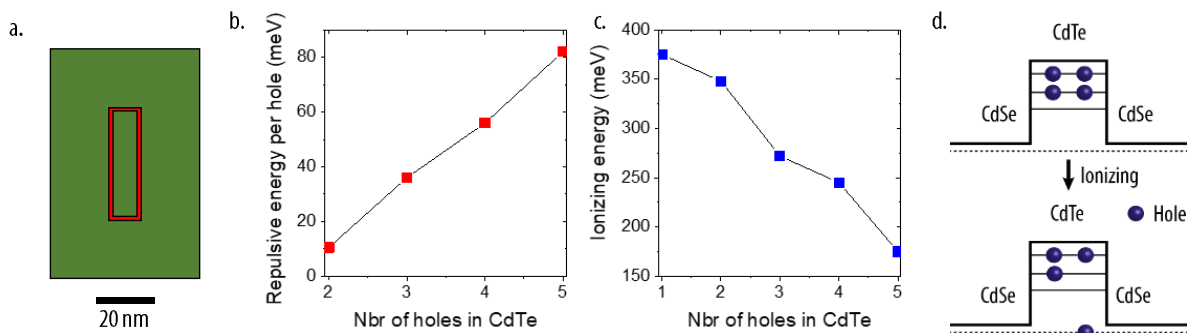 a.
20 nm
b.
Repulsive energy per hole (meV)
80
60
40
20
0
2 3 4 5
Nbr of holes in CdTe
c.
Ionizing energy (meV)
400
350
300
250
200
150
1 2 3 4 5
Nbr of holes in CdTe
d.
CdTe
CdSe CdSe
Ionizing
CdTe Hole
CdSe CdSe